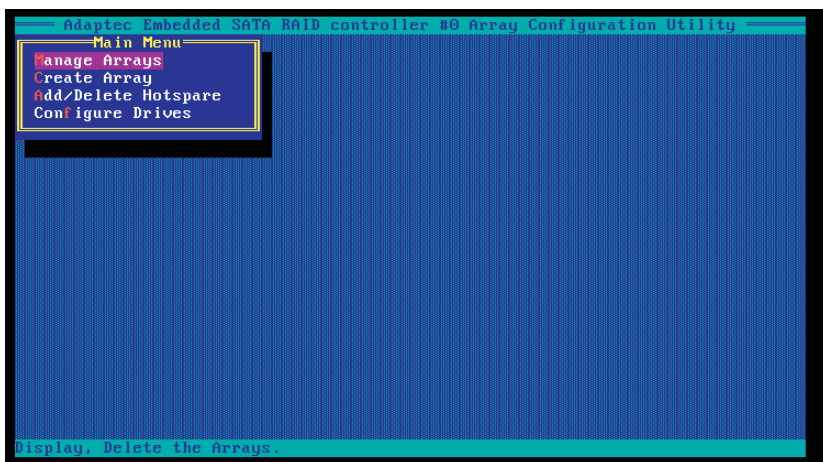 Adaptec Embedded SATA RAID controller #0 Array Configuration Utility
Main Menu
Manage Arrays
Create Array
Add/Delete Hotspare
Configure Drives
Display, Delete the Arrays.